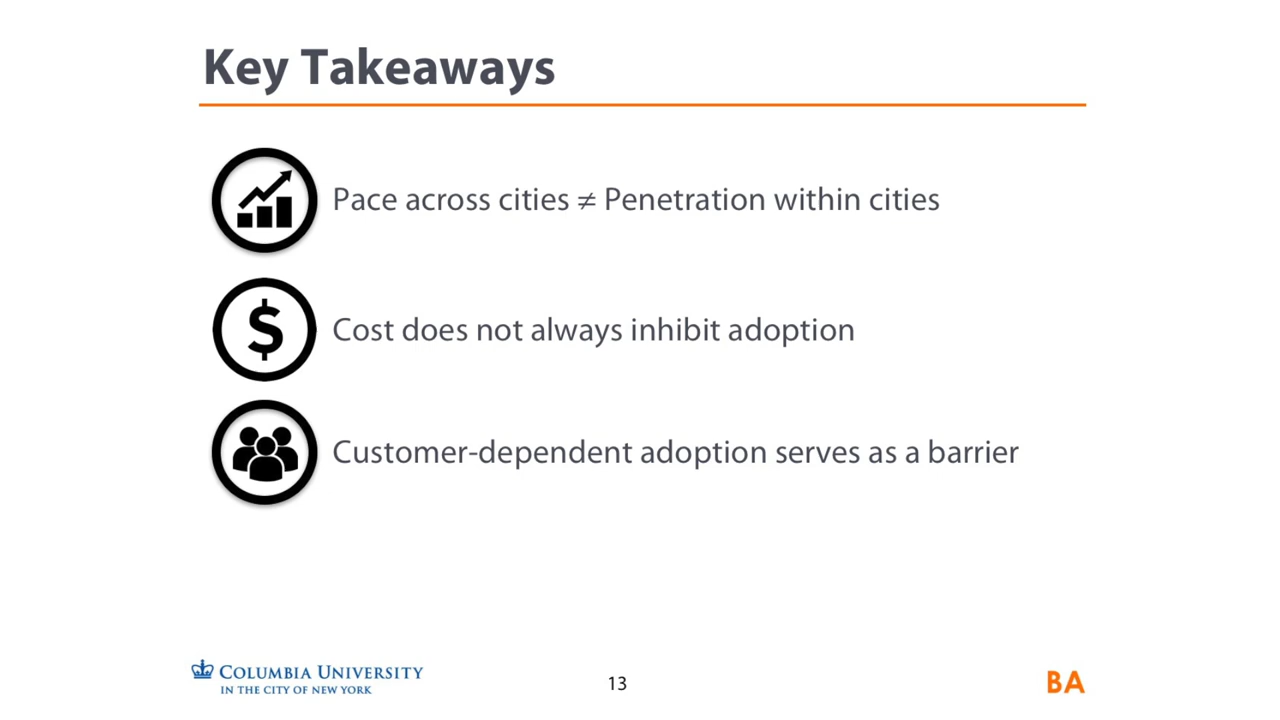 Key Takeaways
Pace across cities ≠ Penetration within cities
$
Cost does not always inhibit adoption
Customer-dependent adoption serves as a barrier
COLUMBIA UNIVERSITY
IN THE CITY OF NEW YORK
13
BA